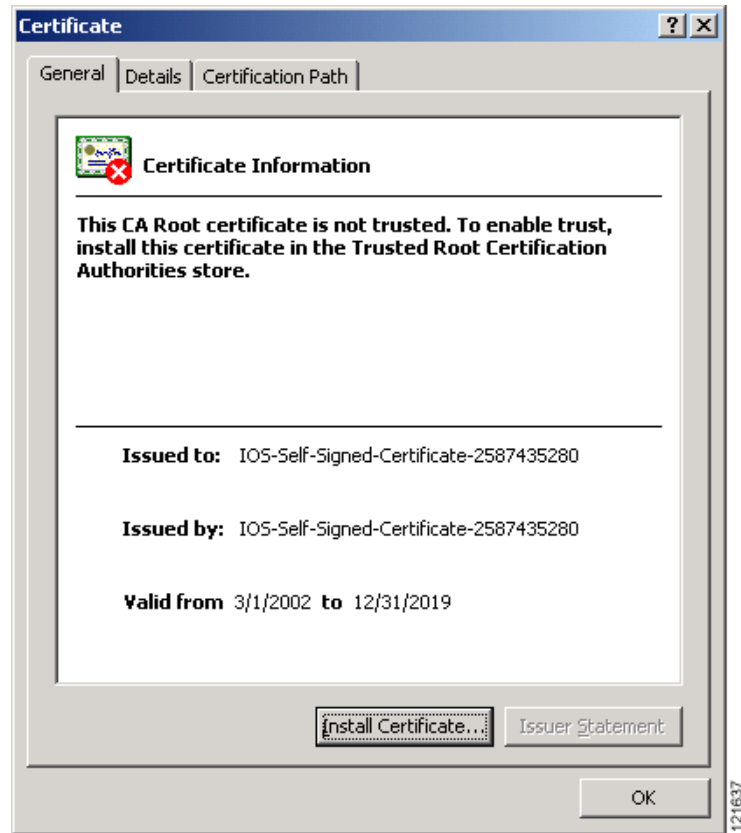 Certificate
General Details Certification Path
Certificate Information
This CA Root certificate is not trusted. To enable trust,
install this certificate in the Trusted Root Certification
Authorities store.
Issued to: IOS-Self-Signed-Certificate-2587435280
Issued by: IOS-Self-Signed-Certificate-2587435280
Valid from 3/1/2002 to 12/31/2019
Install Certificate... Issuer Statement
OK
121637